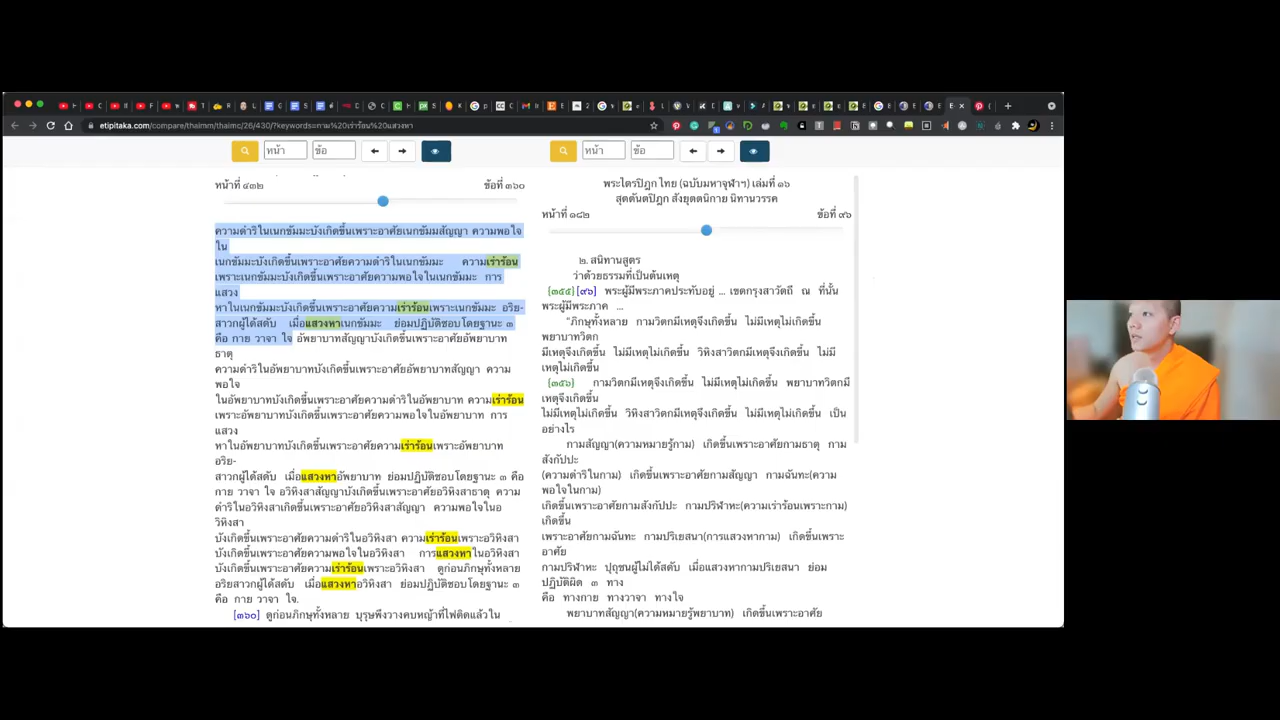 etipitaka.com/compare/thaimm/thaimc/26/430/?keywords=กาม%20เร่าร้อน%20แสวงหา
หน้า
ข้อ
หน้าที่ ๔๓๒
ข้อที่ ๓๖๐
ความดำริในเนกขัมมะบังเกิดขึ้นเพราะอาศัยเนกขัมมสัญญา ความพอใจ
ใน
เนกขัมมะบังเกิดขึ้นเพราะอาศัยความดำริในเนกขัมมะ ความเร่าร้อน
เพราะเนกขัมมะบังเกิดขึ้นเพราะอาศัยความพอใจในเนกขัมมะ การ
แสวง
หาในเนกขัมมะบังเกิดขึ้นเพราะอาศัยความเร่าร้อนเพราะเนกขัมมะ อริย-
สาวกผู้ได้สดับ เมื่อแสวงหาเนกขัมมะ ย่อมปฏิบัติชอบโดยฐานะ ๓
คือ กาย วาจา ใจ อัพยาบาทสัญญาบังเกิดขึ้นเพราะอาศัยอัพยาบาท
ธาตุ
ความดำริในอัพยาบาทบังเกิดขึ้นเพราะอาศัยอัพยาบาทสัญญา ความ
พอใจ
ในอัพยาบาทบังเกิดขึ้นเพราะอาศัยความดำริในอัพยาบาท ความเร่าร้อน
เพราะอัพยาบาทบังเกิดขึ้นเพราะอาศัยความพอใจในอัพยาบาท การ
แสวง
หาในอัพยาบาทบังเกิดขึ้นเพราะอาศัยความเร่าร้อนเพราะอัพยาบาท
อริย-
สาวกผู้ได้สดับ เมื่อแสวงหาอัพยาบาท ย่อมปฏิบัติชอบโดยฐานะ ๓ คือ
กาย วาจา ใจ อวิหิงสาสัญญาบังเกิดขึ้นเพราะอาศัยอวิหิงสาธาตุ ความ
ดำริในอวิหิงสาเกิดขึ้นเพราะอาศัยอวิหิงสาสัญญา ความพอใจในอ
วิหิงสา
บังเกิดขึ้นเพราะอาศัยความดำริในอวิหิงสา ความเร่าร้อนเพราะอวิหิงสา
บังเกิดขึ้นเพราะอาศัยความพอใจในอวิหิงสา การแสวงหาในอวิหิงสา
บังเกิดขึ้นเพราะอาศัยความเร่าร้อนเพราะอวิหิงสา ดูก่อนภิกษุทั้งหลาย
อริยสาวกผู้ได้สดับ เมื่อแสวงหาอวิหิงสา ย่อมปฏิบัติชอบโดยฐานะ ๓
คือ กาย วาจา ใจ.
[๓๖๐] ดูก่อนภิกษุทั้งหลาย บุรุษพึงวางคบหญ้าที่ไฟติดแล้วใน
หน้า
ข้อ
พระไตรปิฎก ไทย (ฉบับมหาจุฬาฯ) เล่มที่ ๑๖
สุตตันตปิฎก สังยุตตนิกาย นิทานวรรค
หน้าที่ ๑๘๒
ข้อที่ ๙๖
๒. สนิทานสูตร
ว่าด้วยธรรมที่เป็นต้นเหตุ
[๓๕๕][๙๖] พระผู้มีพระภาคประทับอยู่ ... เขตกรุงสาวัตถี ณ ที่นั้น
พระผู้มีพระภาค ...
“ภิกษุทั้งหลาย กามวิตกมีเหตุจึงเกิดขึ้น ไม่มีเหตุไม่เกิดขึ้น
พยาบาทวิตก
มีเหตุจึงเกิดขึ้น ไม่มีเหตุไม่เกิดขึ้น วิหิงสาวิตกมีเหตุจึงเกิดขึ้น ไม่มี
เหตุไม่เกิดขึ้น
[๓๕๖] กามวิตกมีเหตุจึงเกิดขึ้น ไม่มีเหตุไม่เกิดขึ้น พยาบาทวิตกมี
เหตุจึงเกิดขึ้น
ไม่มีเหตุไม่เกิดขึ้น วิหิงสาวิตกมีเหตุจึงเกิดขึ้น ไม่มีเหตุไม่เกิดขึ้น เป็น
อย่างไร
กามสัญญา(ความหมายรู้กาม) เกิดขึ้นเพราะอาศัยกามธาตุ กาม
สังกัปปะ
(ความดำริในกาม) เกิดขึ้นเพราะอาศัยกามสัญญา กามฉันทะ(ความ
พอใจในกาม)
เกิดขึ้นเพราะอาศัยกามสังกัปปะ กามปริฬาหะ(ความเร่าร้อนเพราะกาม)
เกิดขึ้น
เพราะอาศัยกามฉันทะ กามปริเยสนา(การแสวงหากาม) เกิดขึ้นเพราะ
อาศัย
กามปริฬาหะ ปุถุชนผู้ไม่ได้สดับ เมื่อแสวงหากามปริเยสนา ย่อม
ปฏิบัติผิด ๓ ทาง
คือ ทางกาย ทางวาจา ทางใจ
พยาบาทสัญญา(ความหมายรู้พยาบาท) เกิดขึ้นเพราะอาศัย